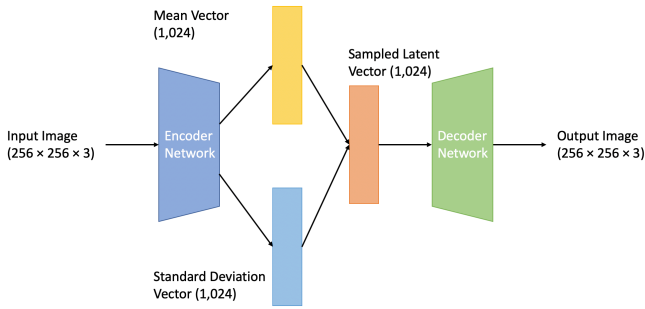 Mean Vector
(1,024)
Sampled Latent
Vector (1,024)
Input Image
(256 × 256 × 3)
Encoder
Network
Decoder
Network
Output Image
(256 × 256 × 3)
Standard Deviation
Vector (1,024)